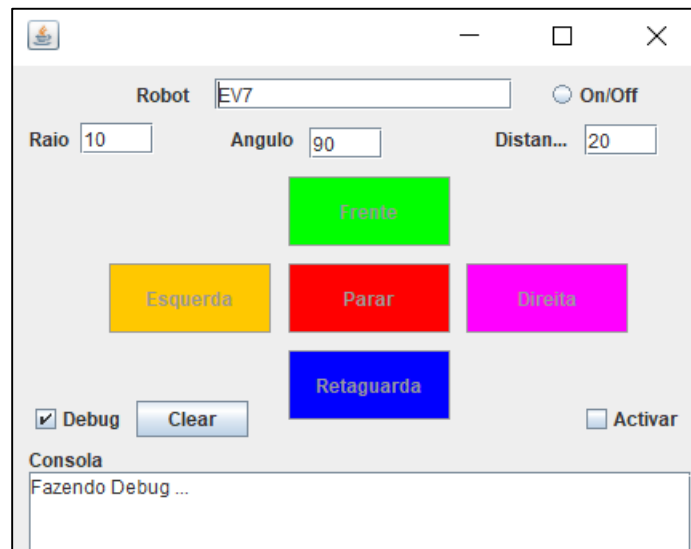 Robot EV7 On/Off
Raio 10 Angulo 90 Distan... 20
Frente
Esquerda Parar Direita
Retaguarda
Debug Clear Activar
Consola
Fazendo Debug ...